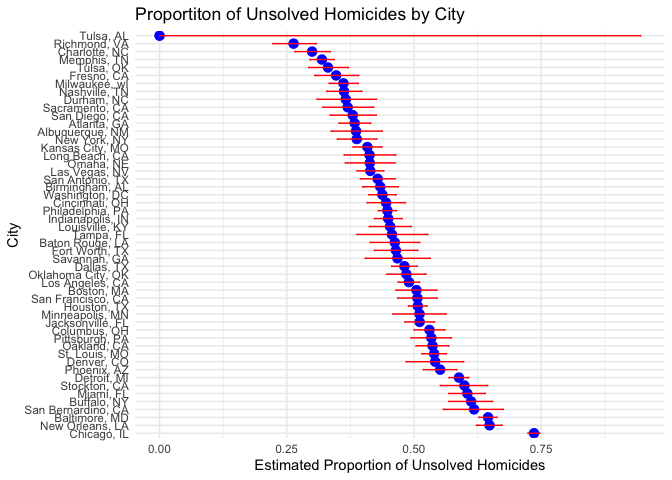 Proportiton of Unsolved Homicides by City
City
Tulsa, AL
Richmond, VA
Charlotte, NC
Memphis, TN
Tulsa, OK
Fresno, CA
Milwaukee, wI
Nashville, TN
Durham, NC
Sacramento, CA
San Diego, CA
Atlanta, GA
Albuquerque, NM
New York, NY
Kansas City, MO
Long Beach, CA
Omaha, NE
Las Vegas, NV
San Antonio, TX
Birmingham, AL
Washington, DC
Cincinnati, OH
Philadelphia, PA
Indianapolis, IN
Louisville, KY
Tampa, FL
Baton Rouge, LA
Fort Worth, TX
Savannah, GA
Dallas, TX
Oklahoma City, OK
Los Angeles, CA
Boston, MA
San Francisco, CA
Houston, TX
Minneapolis, MN
Jacksonville, FL
Columbus, OH
Pittsburgh, PA
Oakland, CA
St. Louis, MO
Denver, CO
Phoenix, AZ
Detroit, MI
Stockton, CA
Miami, FL
Buffalo, NY
San Bernardino, CA
Baltimore, MD
New Orleans, LA
Chicago, IL
0.00 0.25 0.50 0.75
Estimated Proportion of Unsolved Homicides